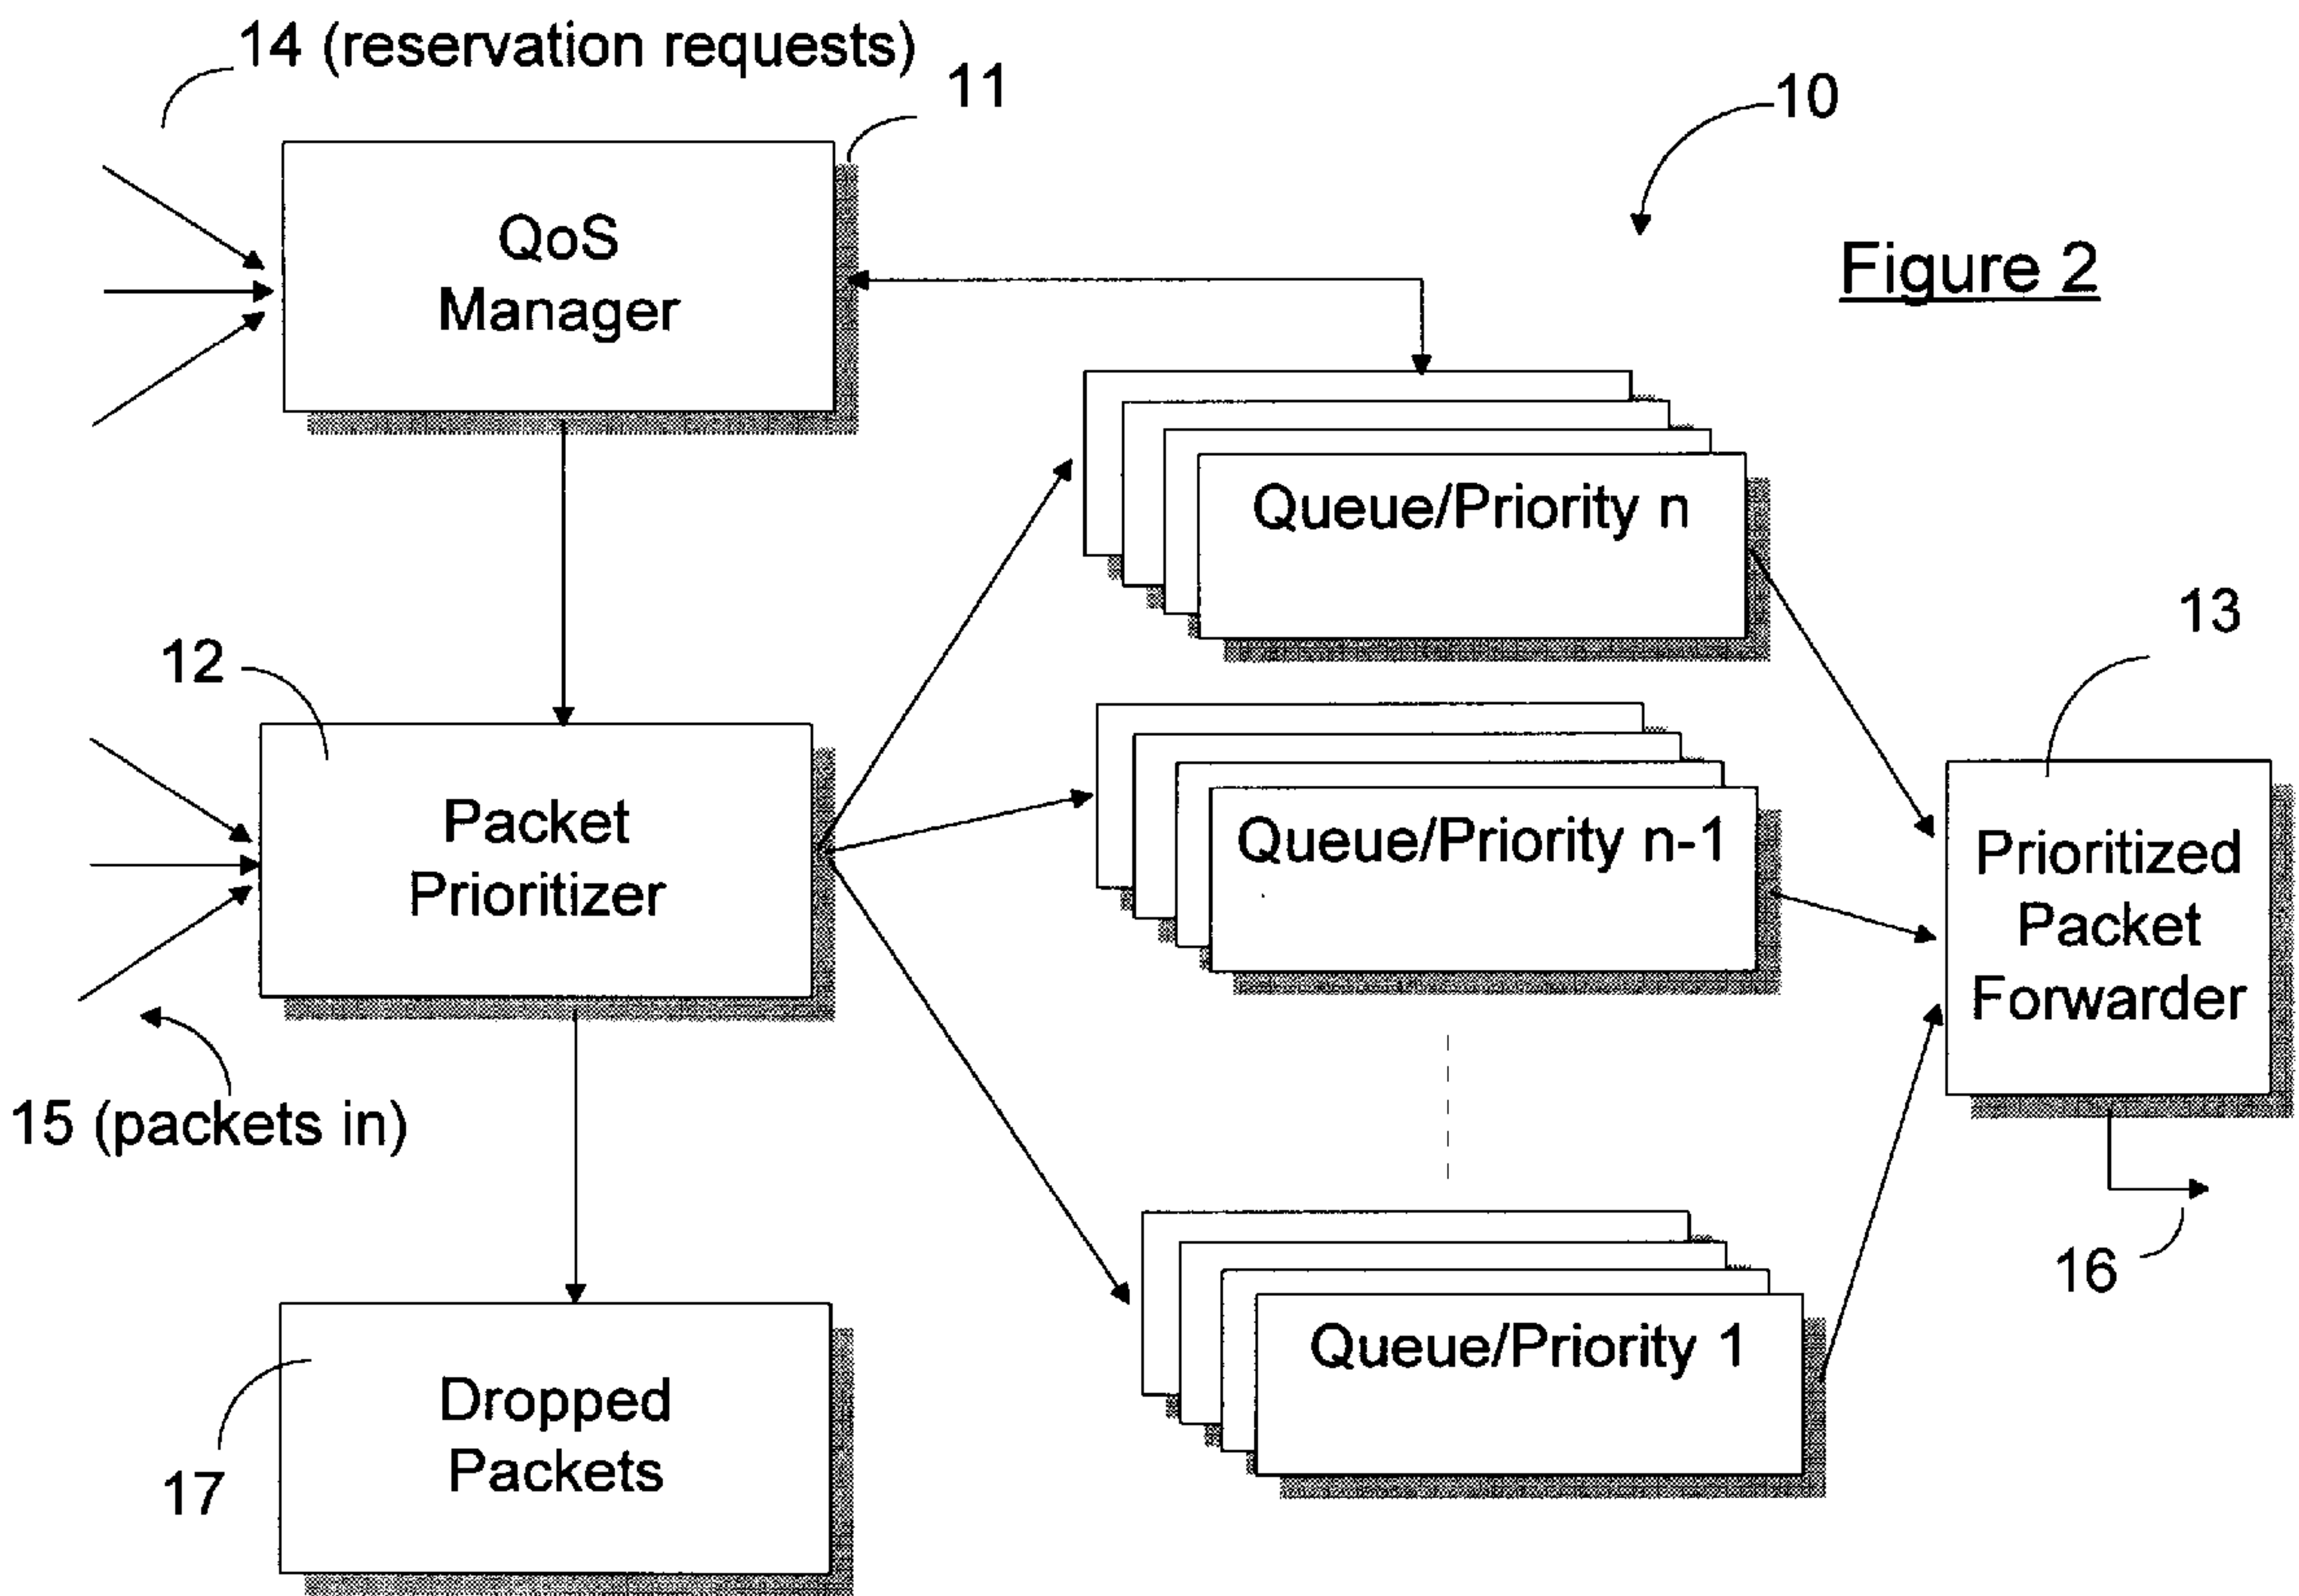 14 (reservation requests)
11
10
QoS
Manager
Figure 2
Queue/Priority n
13
12
Packet
Prioritizer
Queue/Priority n-1
Prioritized
Packet
Forwarder
15 (packets in)
16
Queue/Priority 1
Dropped
Packets
17